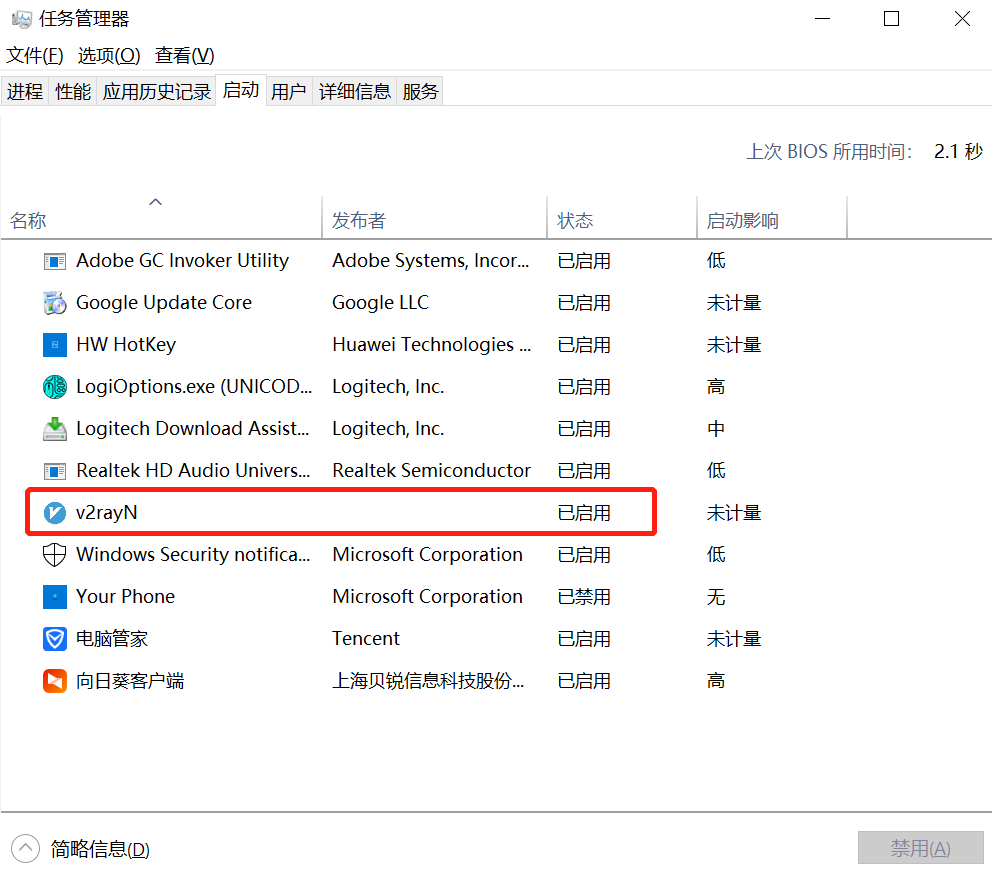 任务管理器
文件(F) 选项(O) 查看(V)
进程 性能 应用历史记录 启动 用户 详细信息 服务
上次 BIOS 所用时间: 2.1 秒
名称 发布者 状态 启动影响
Adobe GC Invoker Utility Adobe Systems, Incor... 已启用 低
Google Update Core Google LLC 已启用 未计量
HW HotKey Huawei Technologies ... 已启用 未计量
LogiOptions.exe (UNICOD... Logitech, Inc. 已启用 高
Logitech Download Assist... Logitech, Inc. 已启用 中
Realtek HD Audio Univers... Realtek Semiconductor 已启用 低
v2rayN 已启用 未计量
Windows Security notifica... Microsoft Corporation 已启用 低
Your Phone Microsoft Corporation 已禁用 无
电脑管家 Tencent 已启用 未计量
向日葵客户端 上海贝锐信息科技股份... 已启用 高
简略信息(D) 禁用(A)